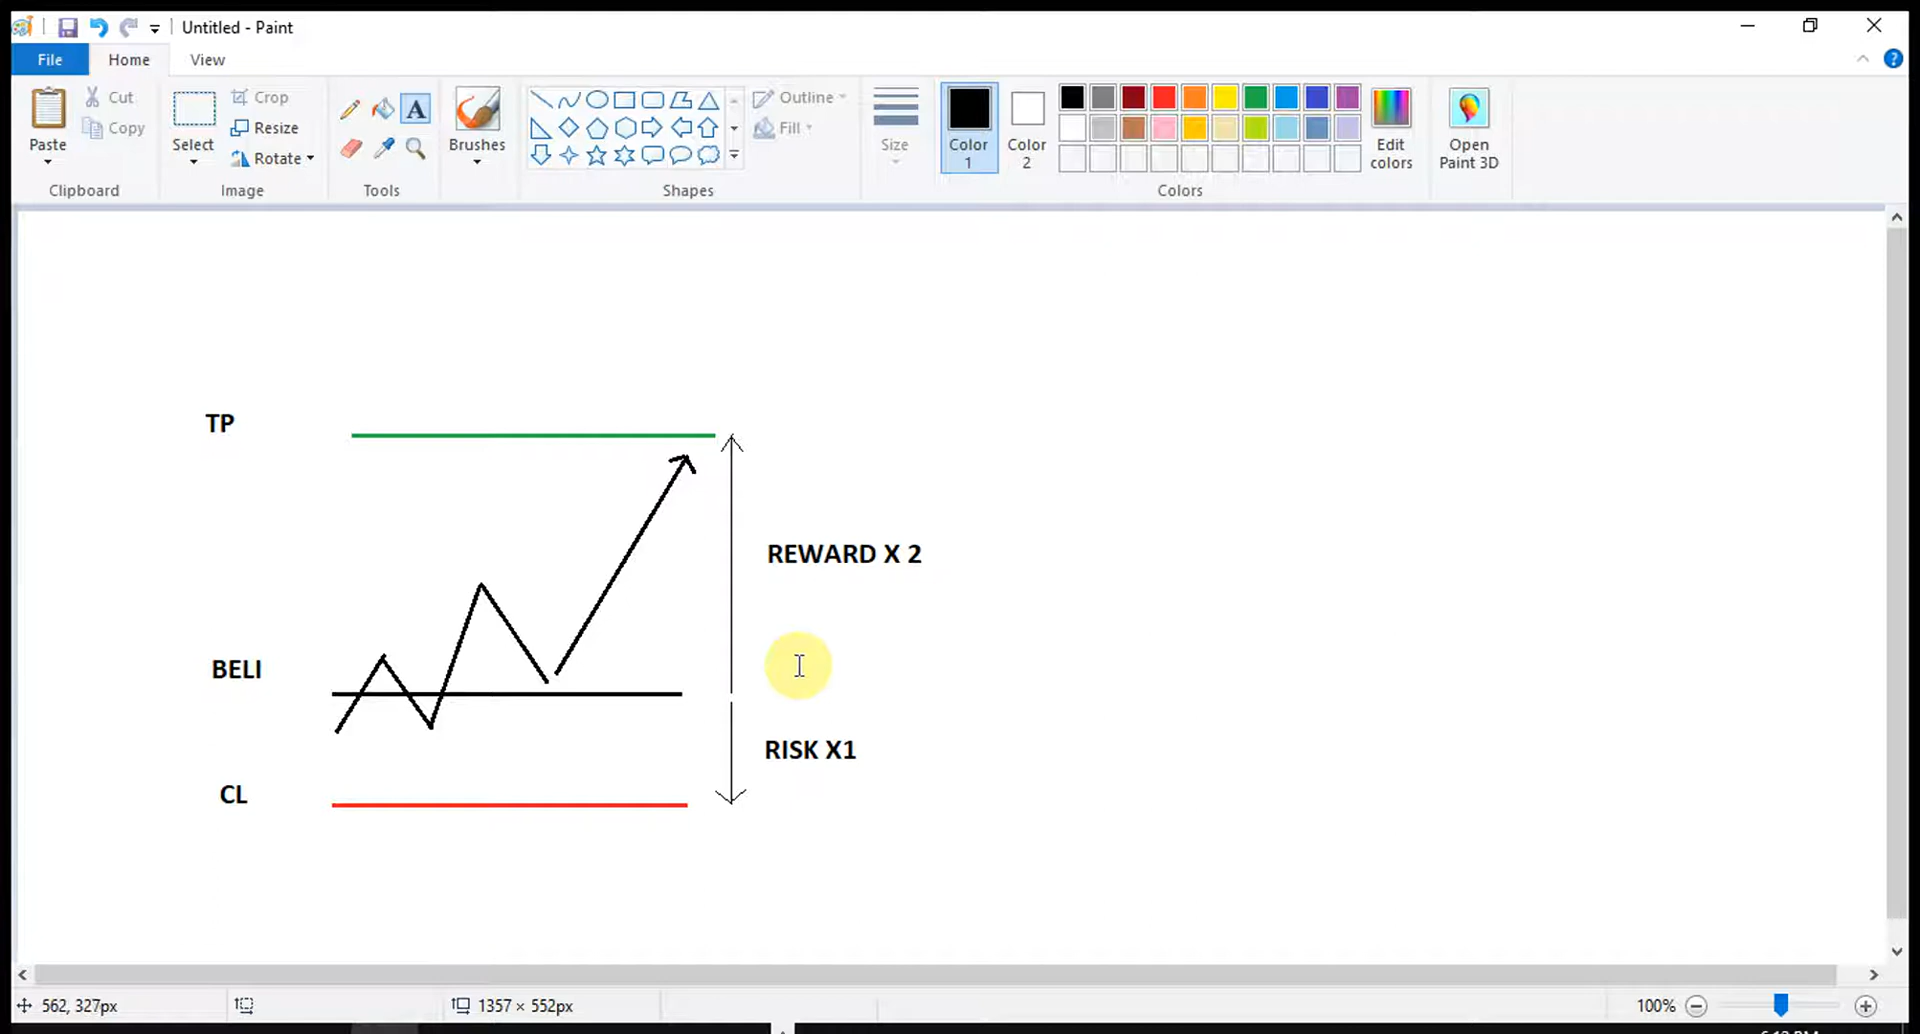 Untitled - Paint
File
Home
View
Paste
Cut
Copy
Clipboard
Select
Crop
Resize
Rotate
Image
A
Tools
Brushes
Shapes
Outline
Fill
Size
Color 1
Color 2
Colors
Edit colors
Open Paint 3D
?
TP
REWARD X 2
BELI
RISK X1
CL
562, 327px
1357 × 552px
100%